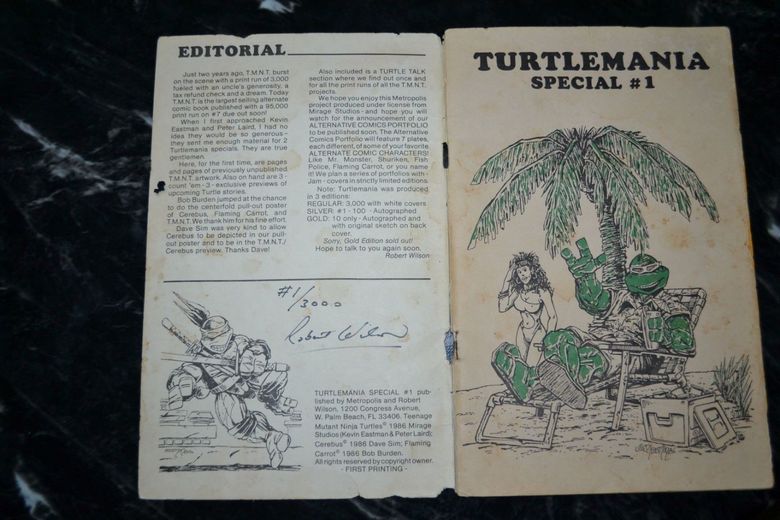 EDITORIAL
Just two years ago, T.M.N.T. burst
on the scene with a print run of 3,000
fueled with an uncle's generosity, a
tax refund check and a dream. Today
T.M.N.T. is the largest selling alternate
comic book published with a 95,000
print run on #7 due out soon!
When I first approached Kevin
Eastman and Peter Laird, I had no
idea they would be so generous-
they sent me enough material for 2
Turtlemania specials. They are true
gentlemen.
Here, for the first time, are pages
and pages of previously unpublished
T.M.N.T. artwork. Also on hand are 3-
count 'em - 3 - exclusive previews of
upcoming Turtle stories.
Bob Burden jumped at the chance
to do the centerfold pull-out poster
of Cerebus, Flaming Carrot, and
T.M.N.T. We thank him for his fine effort.
Dave Sim was very kind to allow
Cerebus to be depicted in our pull-
out poster and to be in the T.M.N.T./
Cerebus preview. Thanks Dave!
Also included is a TURTLE TALK
section where we find out once and
for all the print runs of all the T.M.N.T.
projects.
We hope you enjoy this Metropolis
project produced under license from
Mirage Studios - and hope you will
watch for the announcement of our
ALTERNATIVE COMICS PORTFOLIO
to be published soon. The Alternative
Comics Portfolio will feature 7 plates,
each different, of some of your favorite
ALTERNATE COMIC CHARACTERS!
Like Mr. Monster, Shuriken, Fish
Police, Flaming Carrot, or you name
it! We plan a series of portfolios with -
Jam - covers in strictly limited editions.
Note: Turtlemania was produced
in 3 editions:
REGULAR: 3,000 with white covers
SILVER: #1 - 100 - Autographed
GOLD: 10 only - Autographed and
with original sketch on back
cover.
Sorry, Gold Edition sold out!
Hope to talk to you again soon.
Robert Wilson
#1/3000
Robert Wilson
TURTLEMANIA SPECIAL #1 pub-
lished by Metropolis and Robert
Wilson, 1200 Congress Avenue,
W. Palm Beach, FL 33406. Teenage
Mutant Ninja Turtles© 1986 Mirage
Studios (Kevin Eastman & Peter Laird);
Cerebus© 1986 Dave Sim; Flaming
Carrot© 1986 Bob Burden.
All rights reserved by copyright owner.
- FIRST PRINTING -
TURTLEMANIA
SPECIAL #1